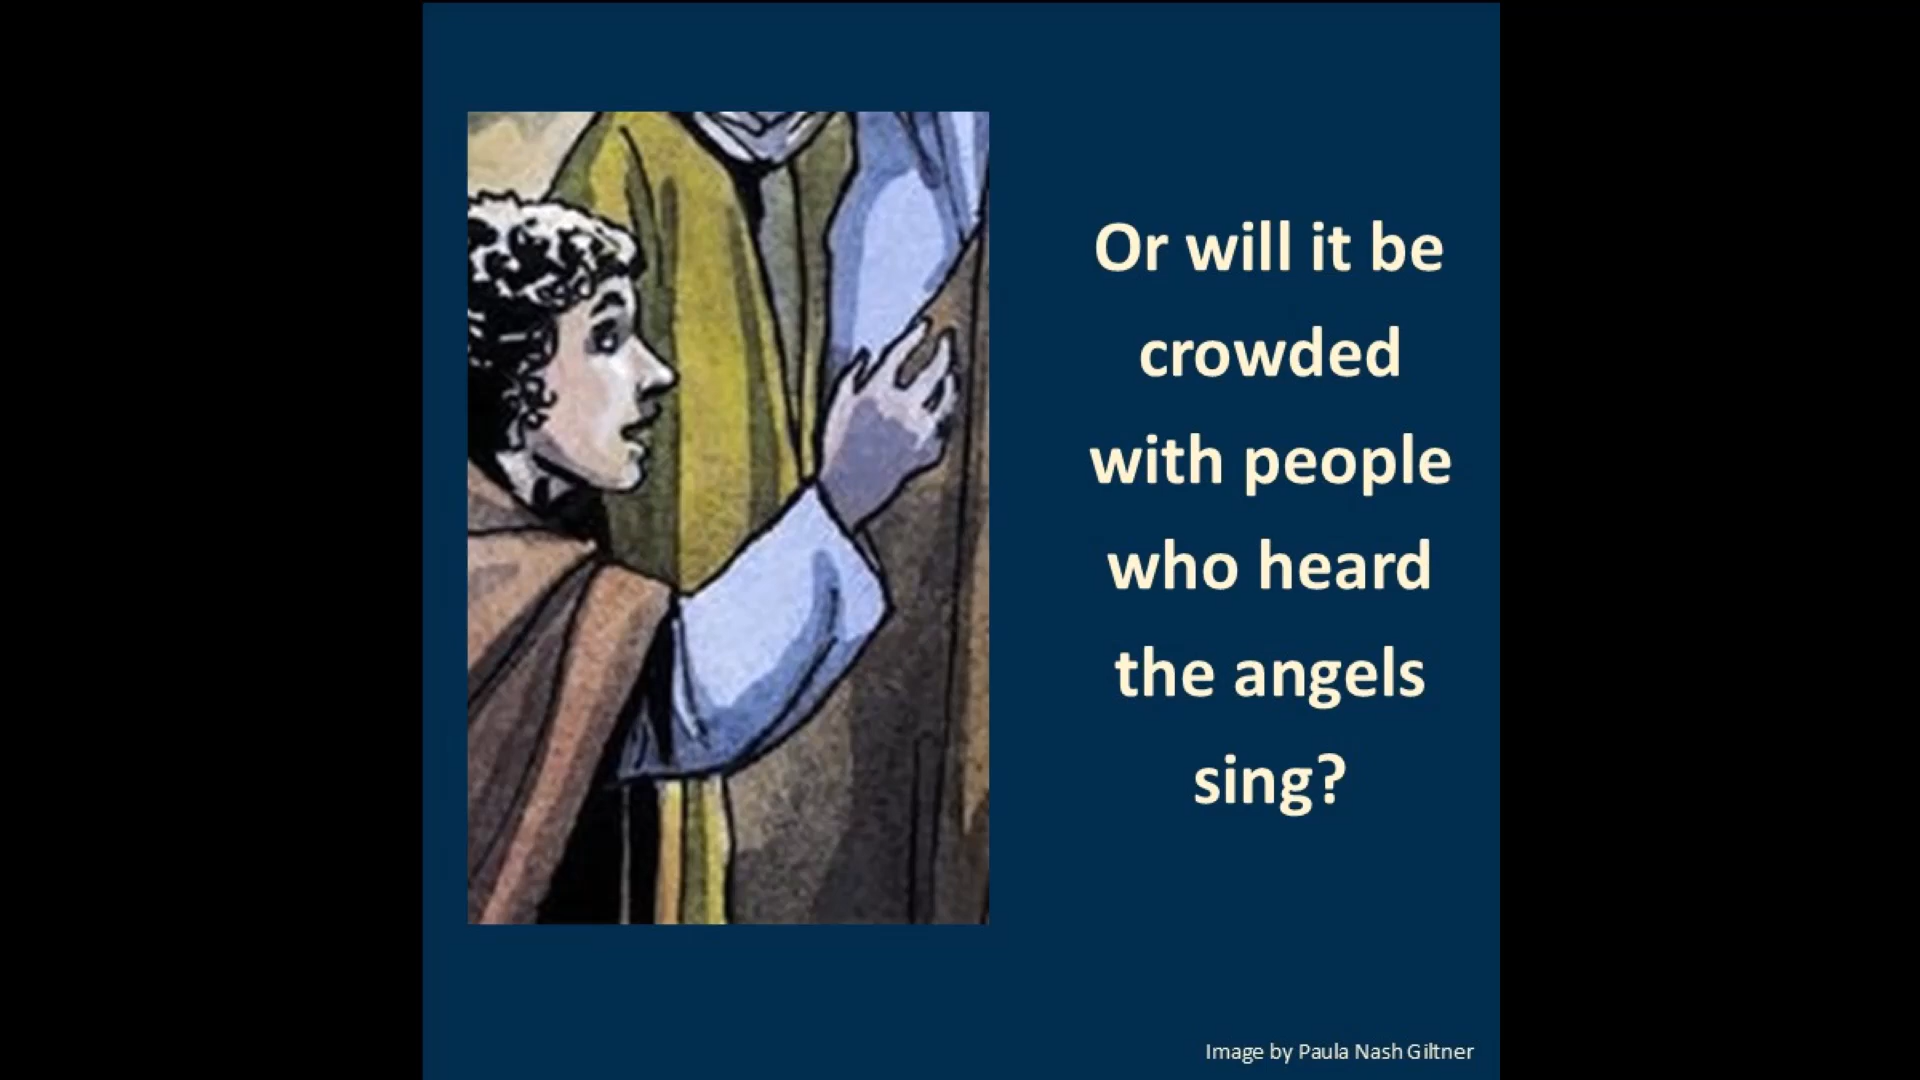 Or will it be
crowded
with people
who heard
the angels
sing?
Image by Paula Nash Giltner